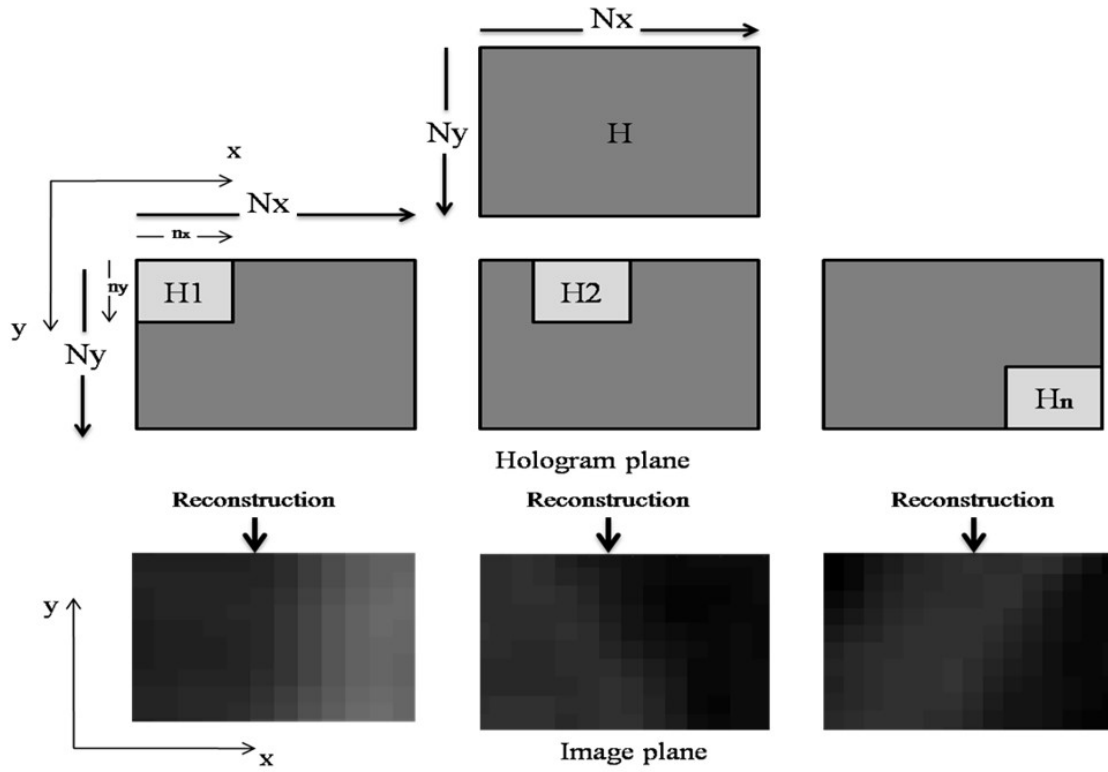 Nx
Ny
H
x
y
Nx
nx
ny
Ny
H1
H2
Hn
Hologram plane
Reconstruction
Reconstruction
Reconstruction
y
x
Image plane